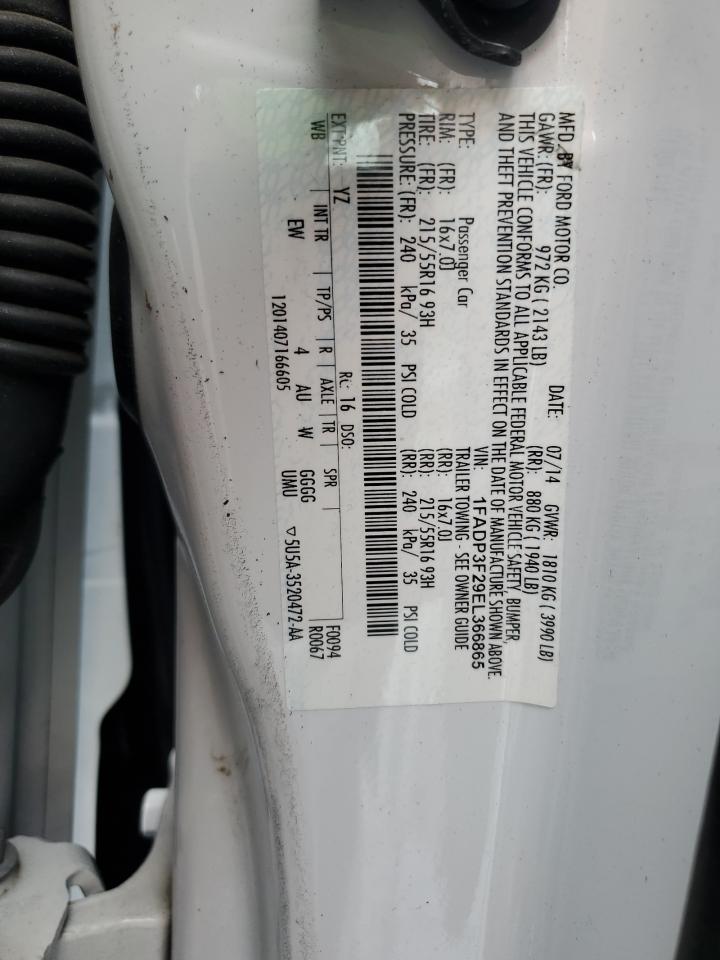 MFD. BY FORD MOTOR CO. DATE: 07/14 GVWR: 1810 KG ( 3990 LB)
GAWR: (FR): 972 KG ( 2143 LB) (RR): 880 KG ( 1940 LB)
THIS VEHICLE CONFORMS TO ALL APPLICABLE FEDERAL MOTOR VEHICLE SAFETY, BUMPER,
AND THEFT PREVENTION STANDARDS IN EFFECT ON THE DATE OF MANUFACTURE SHOWN ABOVE.
VIN: 1FADP3F29EL366865
TYPE: Passenger Car TRAILER TOWING - SEE OWNER GUIDE
RIM: (FR): 16x7.0J (RR): 16x7.0J
TIRE: (FR): 215/55R16 93H (RR): 215/55R16 93H
PRESSURE: (FR): 240 kPa/ 35 PSI COLD (RR): 240 kPa/ 35 PSI COLD
EXT PNT: YZ Rc: 16 DSO: F0094
WB INT TR TP/PS R AXLE TR SPR R0067
EW 4 AU W GGGG
UMU
1201407166605 ▽ 5U5A-3520472-AA